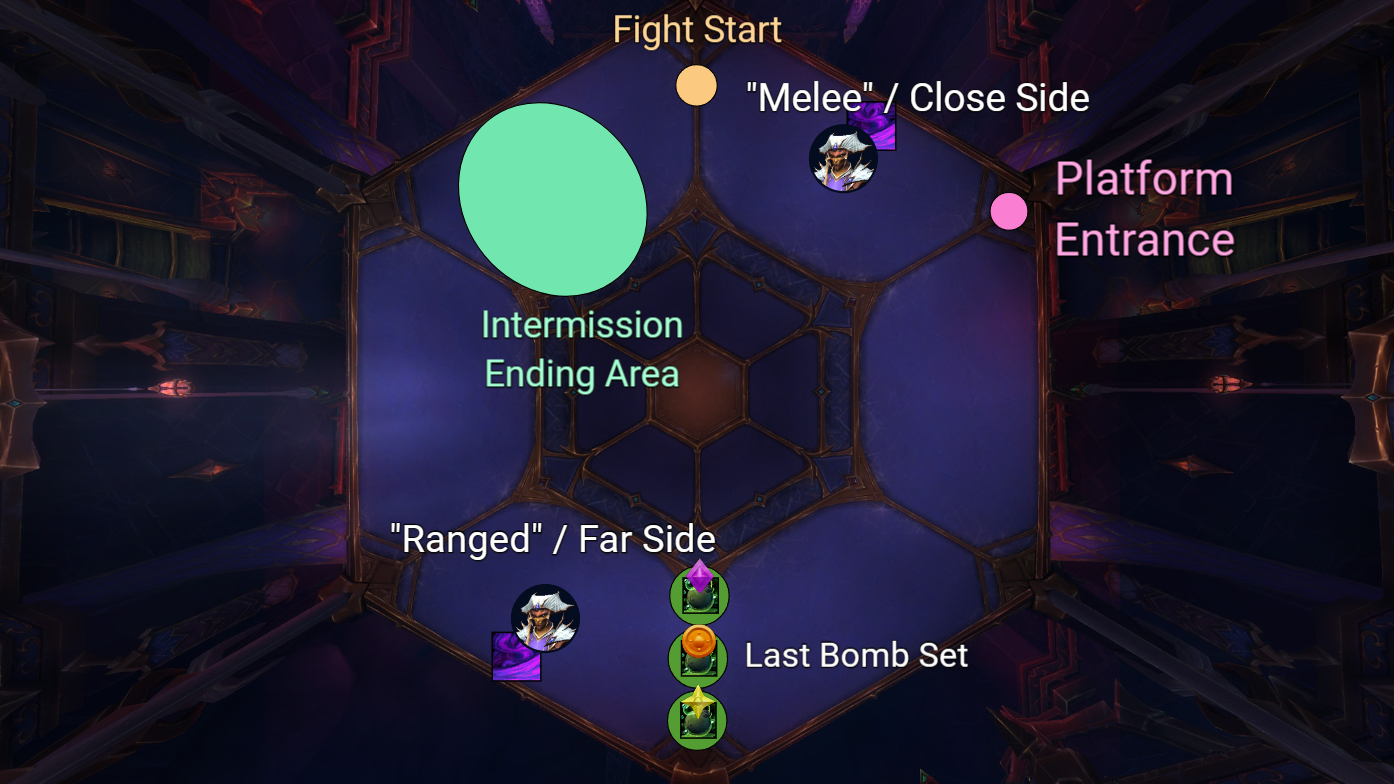 Fight Start
"Melee" / Close Side
Platform
Entrance
Intermission
Ending Area
"Ranged" / Far Side
Last Bomb Set